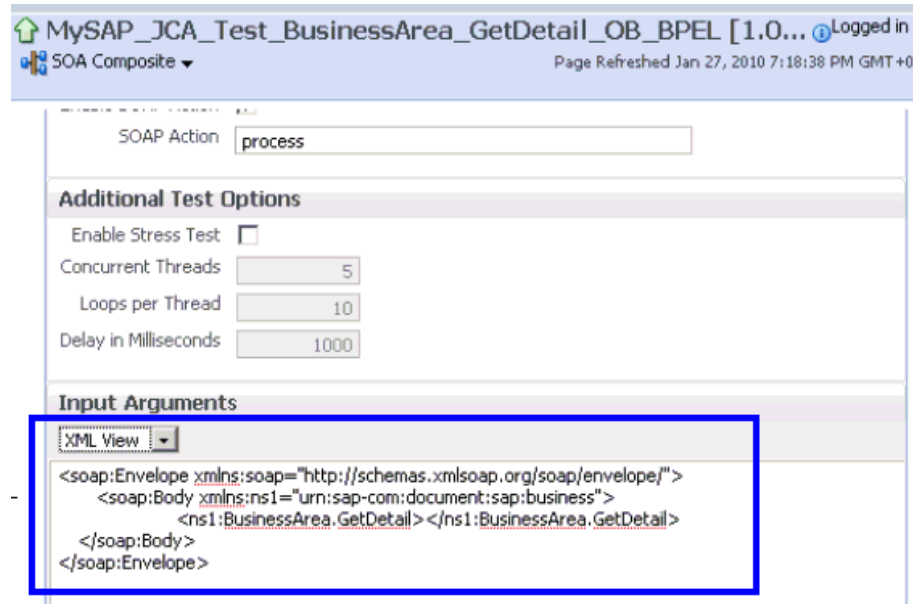 MySAP_JCA_Test_BusinessArea_GetDetail_OB_BPEL [1.0... Logged in
SOA Composite Page Refreshed Jan 27, 2010 7:18:38 PM GMT+0
SOAP Action process
Additional Test Options
Enable Stress Test
Concurrent Threads 5
Loops per Thread 10
Delay in Milliseconds 1000
Input Arguments
XML View
<soap:Envelope xmlns:soap="http://schemas.xmlsoap.org/soap/envelope/">
<soap:Body xmlns:ns1="urn:sap-com:document:sap:business">
<ns1:BusinessArea.GetDetail></ns1:BusinessArea.GetDetail>
</soap:Body>
</soap:Envelope>